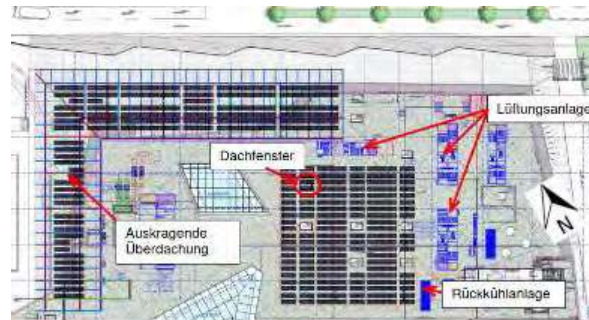 Lüftungsanlage
Dachfenster
Auskragende
Überdachung
N
Rückkühlanlage